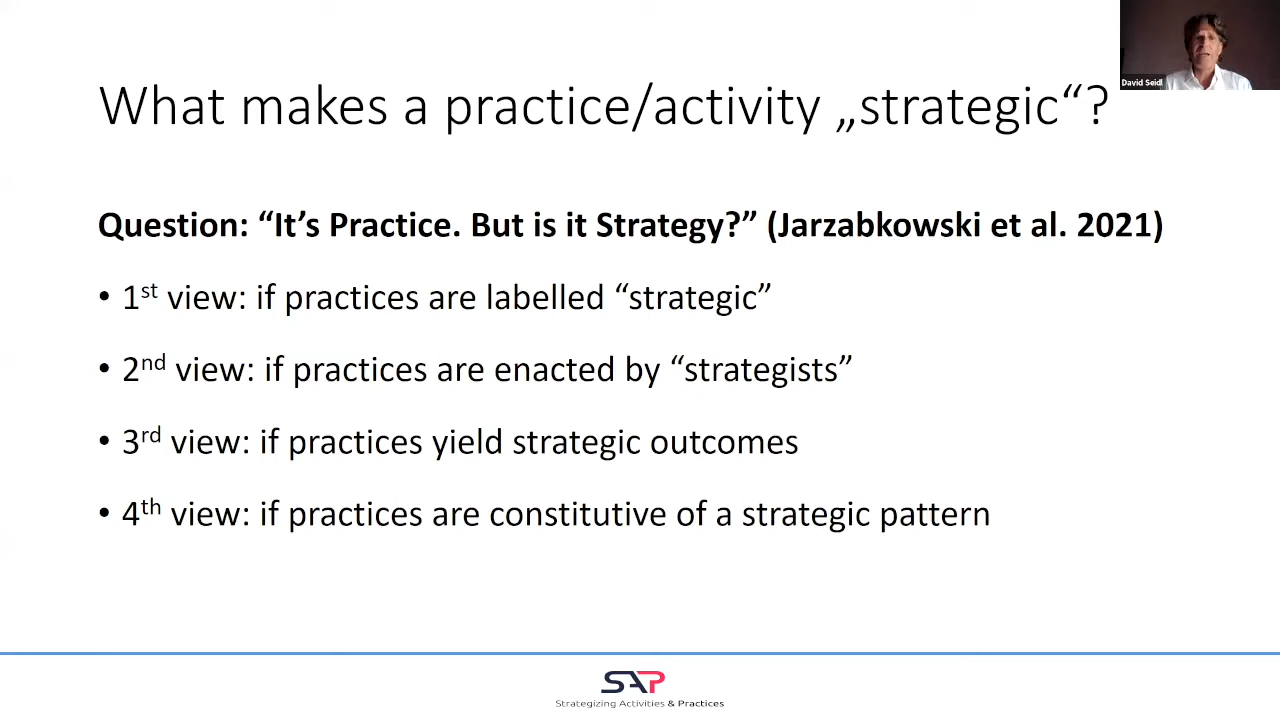 David Seidl
What makes a practice/activity „strategic“?
Question: “It’s Practice. But is it Strategy?” (Jarzabkowski et al. 2021)
• 1st view: if practices are labelled “strategic”
• 2nd view: if practices are enacted by “strategists”
• 3rd view: if practices yield strategic outcomes
• 4th view: if practices are constitutive of a strategic pattern
SAP
Strategizing Activities & Practices